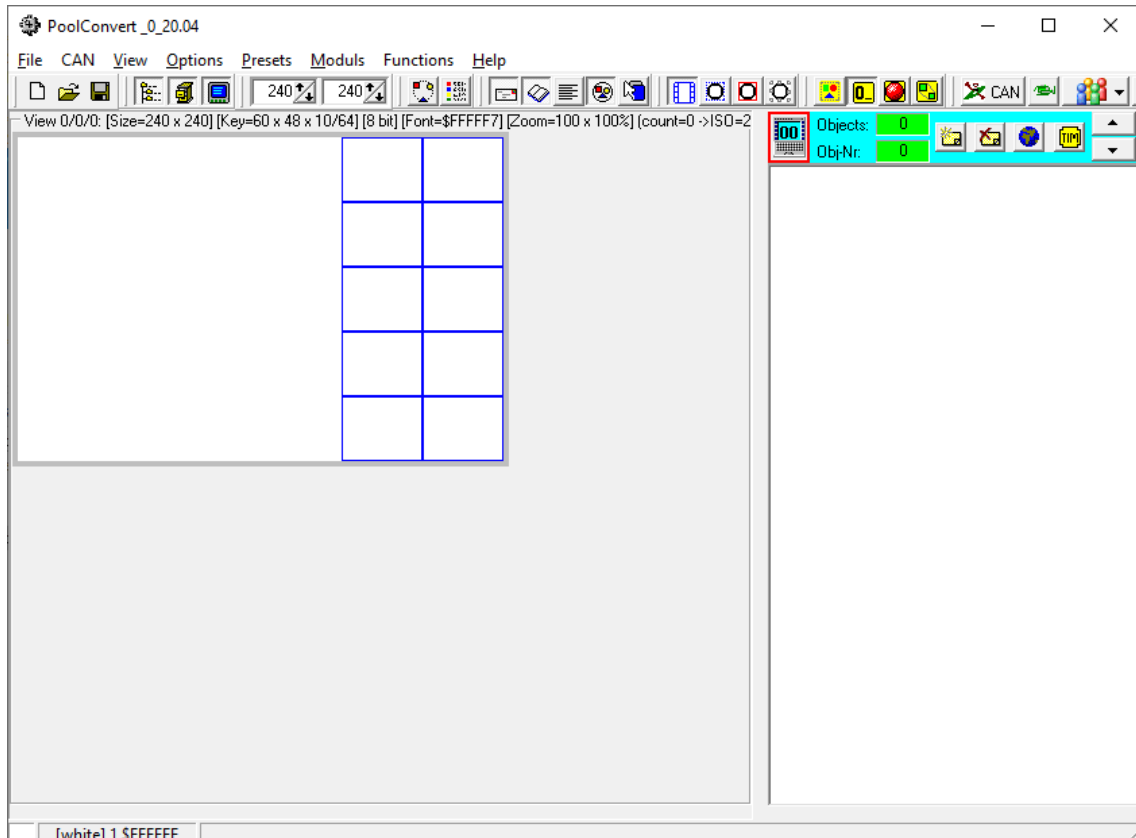 PoolConvert _0_20.04
File CAN View Options Presets Moduls Functions Help
240 240 0_ CAN
View 0/0/0: [Size=240 x 240] [Key=60 x 48 x 10/64] [8 bit] [Font=$FFFFF7] [Zoom=100 x 100%] (count=0 ->ISO=2
00 Objects: 0 TIM
Obj-Nr: 0
[white] 1 $FFFFFF